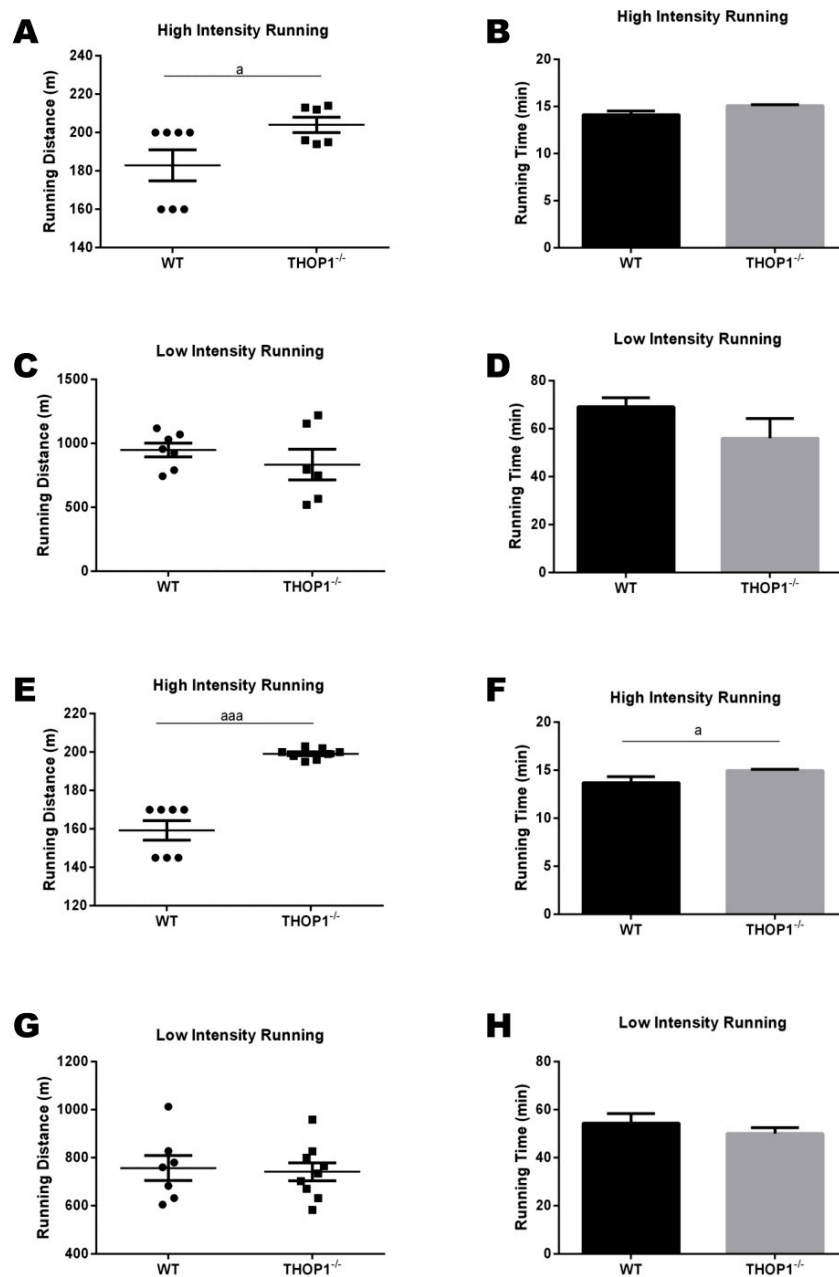 A
High Intensity Running
Running Distance (m)
240
220
200
180
160
140
a
WT
THOP1-/-
B
High Intensity Running
Running Time (min)
20
15
10
5
0
WT
THOP1-/-
C
Low Intensity Running
Running Distance (m)
1500
1000
500
0
WT
THOP1-/-
D
Low Intensity Running
Running Time (min)
80
60
40
20
0
WT
THOP1-/-
E
High Intensity Running
Running Distance (m)
220
200
180
160
140
120
aaa
WT
THOP1-/-
F
High Intensity Running
Running Time (min)
20
15
10
5
0
a
WT
THOP1-/-
G
Low Intensity Running
Running Distance (m)
1200
1000
800
600
400
WT
THOP1-/-
H
Low Intensity Running
Running Time (min)
80
60
40
20
0
WT
THOP1-/-